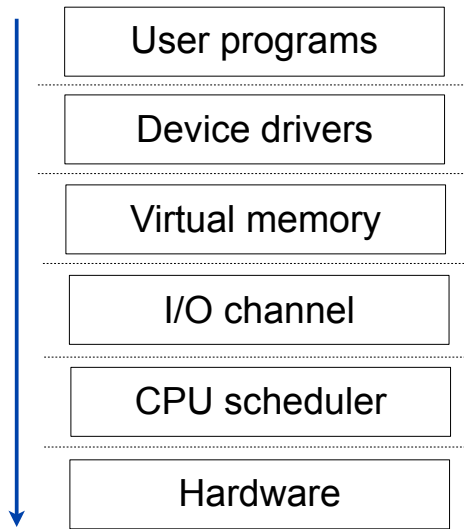 User programs
Device drivers
Virtual memory
I/O channel
CPU scheduler
Hardware